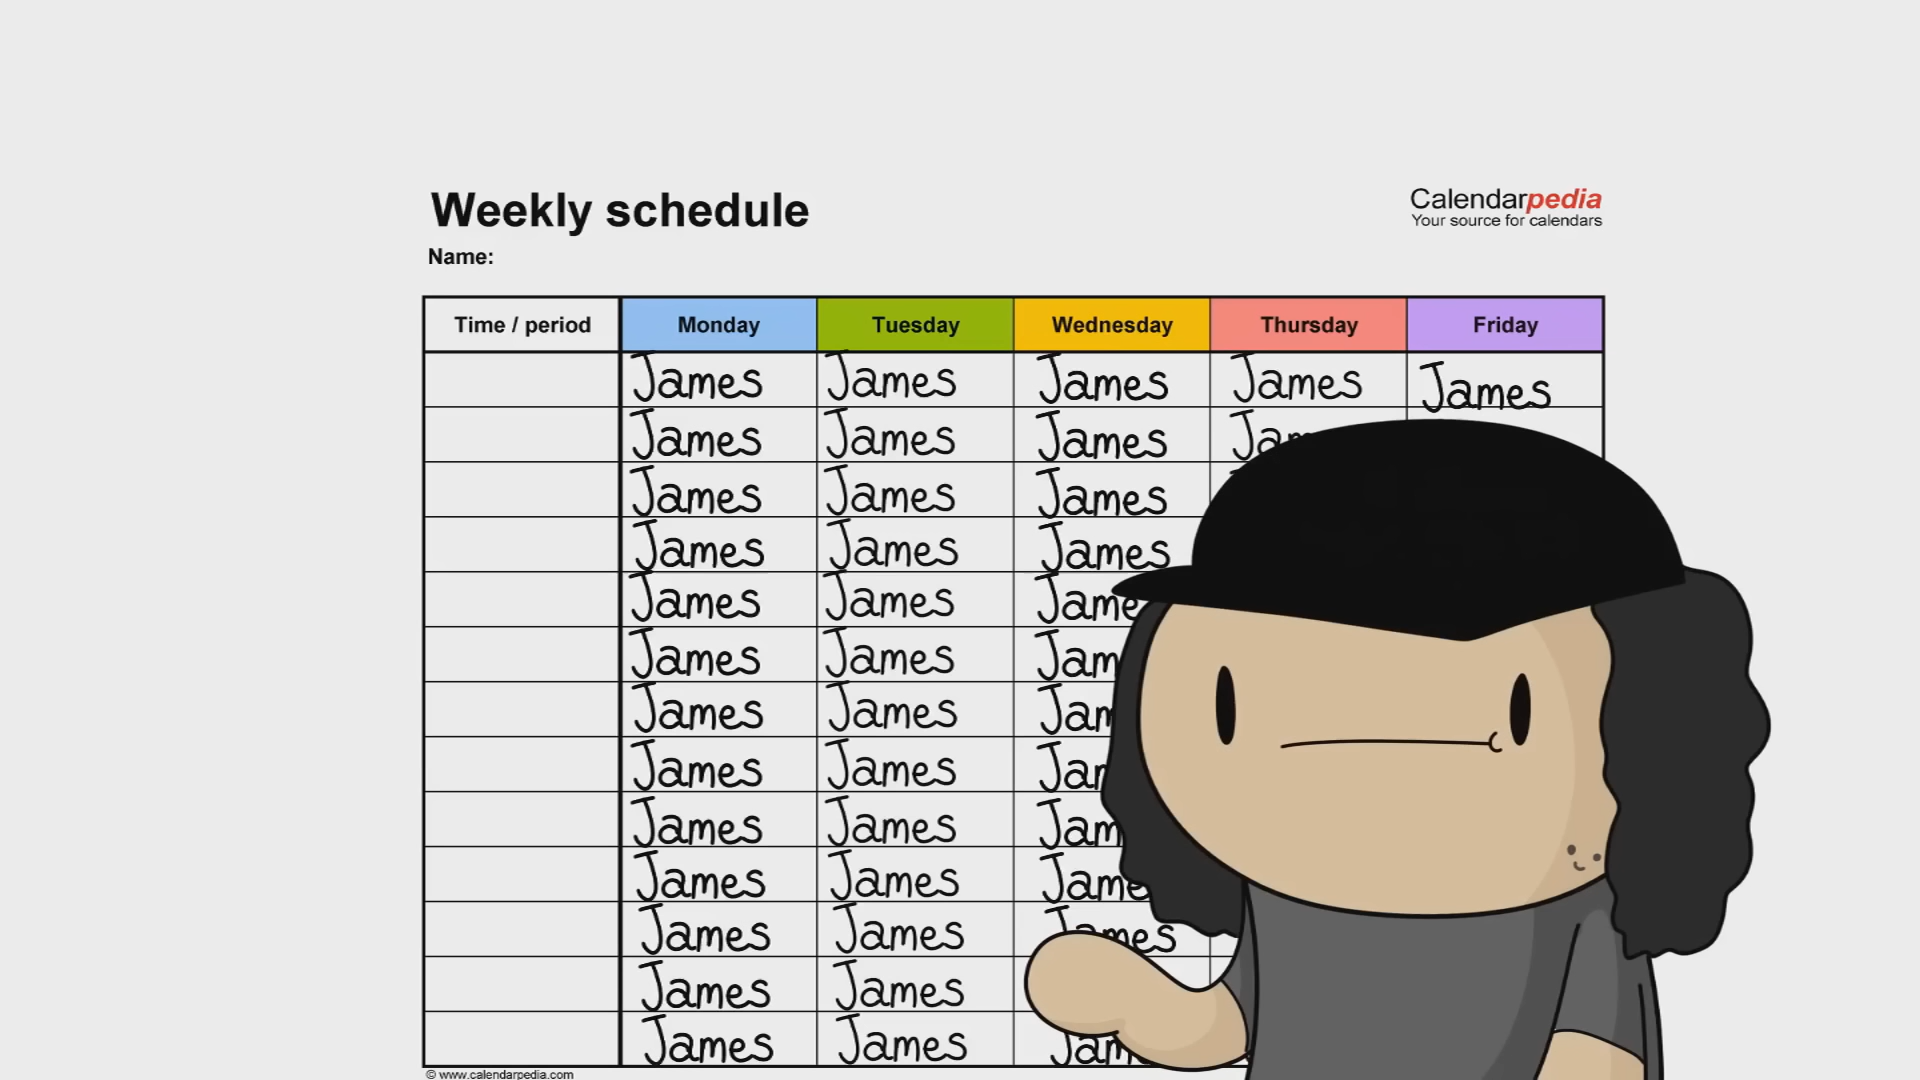 Weekly schedule
Calendarpedia
Your source for calendars
Name:
Time / period Monday Tuesday Wednesday Thursday Friday
James James James James James
James James James
James James James
James James James
James James
James James
James James
James James
James James
James James
James James
James James
James James
© www.calendarpedia.com